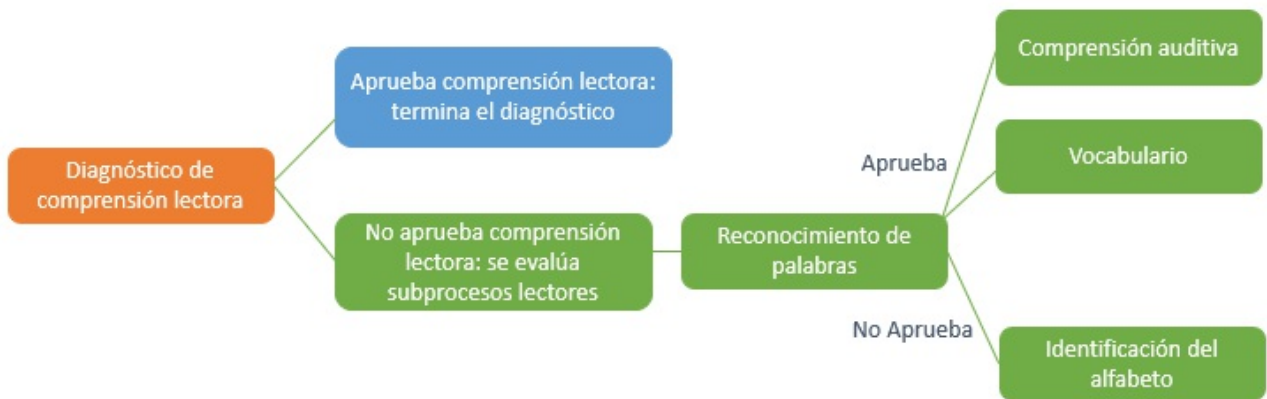 Diagnóstico de
comprensión lectora
Aprueba comprensión lectora:
termina el diagnóstico
No aprueba comprensión
lectora: se evalúa
subprocesos lectores
Reconocimiento de
palabras
Aprueba
No Aprueba
Comprensión auditiva
Vocabulario
Identificación del
alfabeto